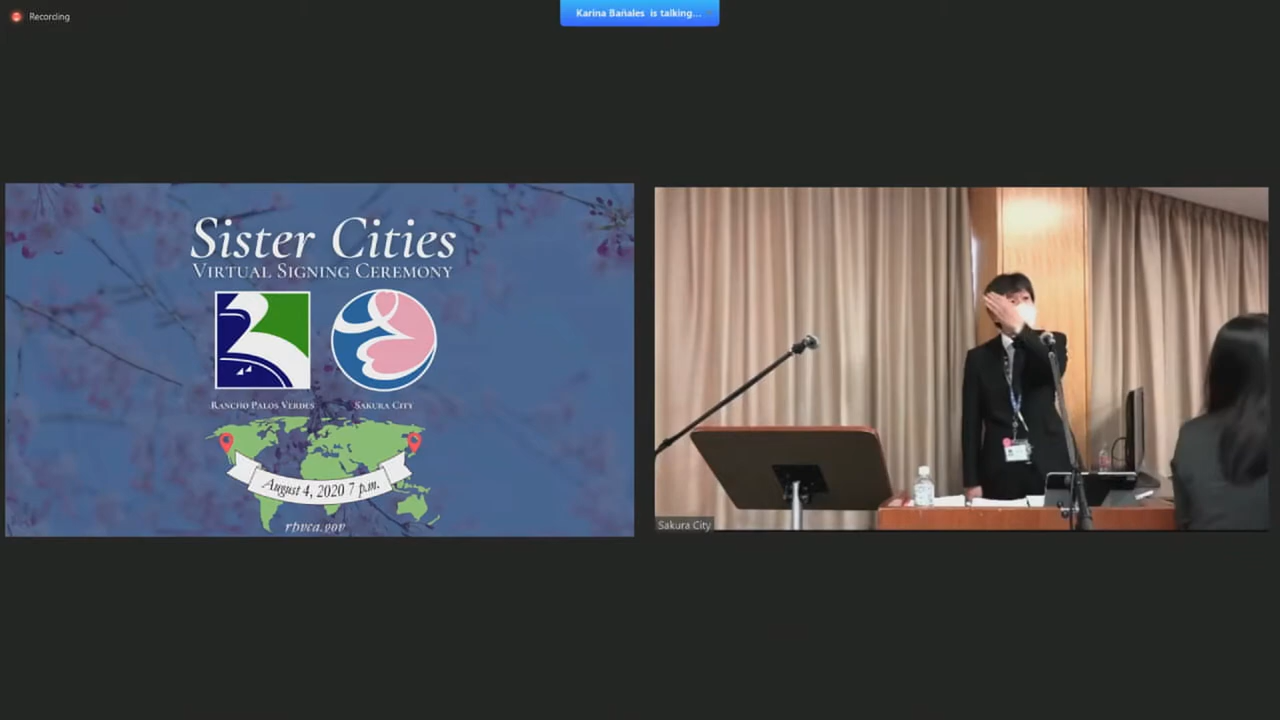 Recording
Karina Bañales is talking...
Sister Cities
VIRTUAL SIGNING CEREMONY
RANCHO PALOS VERDES
SAKURA CITY
August 4, 2020 7 p.m.
rpvca.gov
Sakura City